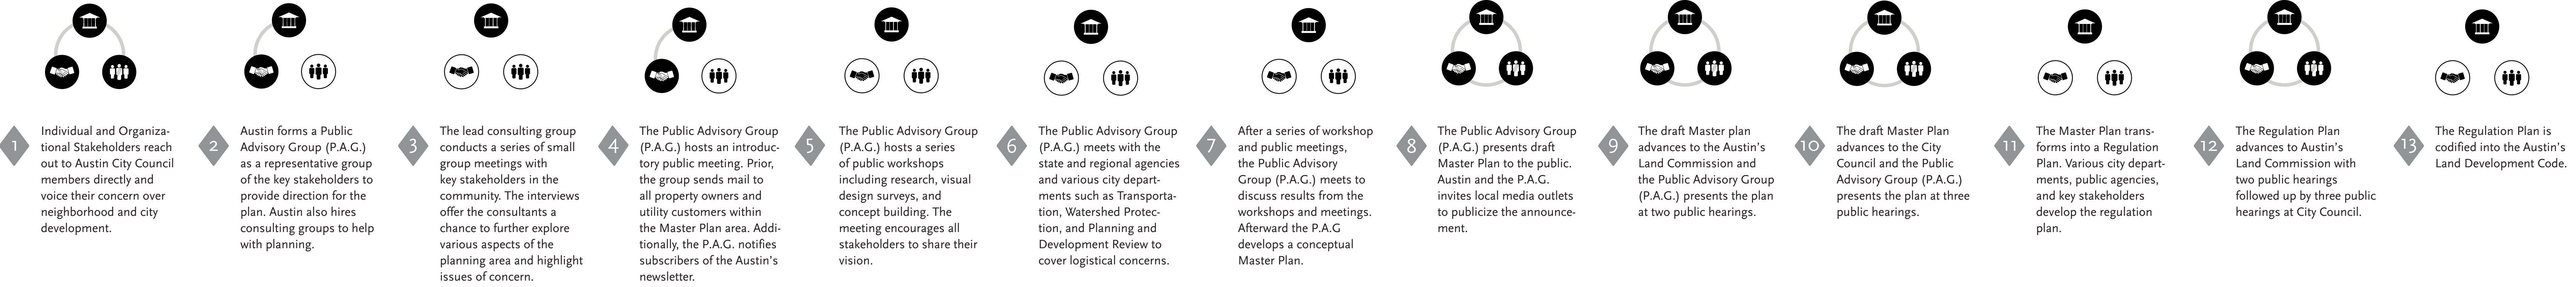 1
Individual and Organiza-
tional Stakeholders reach
out to Austin City Council
members directly and
voice their concern over
neighborhood and city
development.
2
Austin forms a Public
Advisory Group (P.A.G.)
as a representative group
of the key stakeholders to
provide direction for the
plan. Austin also hires
consulting groups to help
with planning.
3
The lead consulting group
conducts a series of small
group meetings with
key stakeholders in the
community. The interviews
offer the consultants a
chance to further explore
various aspects of the
planning area and highlight
issues of concern.
4
The Public Advisory Group
(P.A.G.) hosts an introduc-
tory public meeting. Prior,
the group sends mail to
all property owners and
utility customers within
the Master Plan area. Addi-
tionally, the P.A.G. notifies
subscribers of the Austin's
newsletter.
5
The Public Advisory Group
(P.A.G.) hosts a series
of public workshops
including research, visual
design surveys, and
concept building. The
meeting encourages all
stakeholders to share their
vision.
6
The Public Advisory Group
(P.A.G.) meets with the
state and regional agencies
and various city depart-
ments such as Transporta-
tion, Watershed Protec-
tion, and Planning and
Development Review to
cover logistical concerns.
7
After a series of workshop
and public meetings,
the Public Advisory
Group (P.A.G.) meets to
discuss results from the
workshops and meetings.
Afterward the P.A.G
develops a conceptual
Master Plan.
8
The Public Advisory Group
(P.A.G.) presents draft
Master Plan to the public.
Austin and the P.A.G.
invites local media outlets
to publicize the announce-
ment.
9
The draft Master plan
advances to the Austin's
Land Commission and
the Public Advisory Group
(P.A.G.) presents the plan
at two public hearings.
10
The draft Master Plan
advances to the City
Council and the Public
Advisory Group (P.A.G.)
presents the plan at three
public hearings.
11
The Master Plan trans-
forms into a Regulation
Plan. Various city depart-
ments, public agencies,
and key stakeholders
develop the regulation
plan.
12
The Regulation Plan
advances to Austin's
Land Commission with
two public hearings
followed up by three public
hearings at City Council.
13
The Regulation Plan is
codified into the Austin's
Land Development Code.